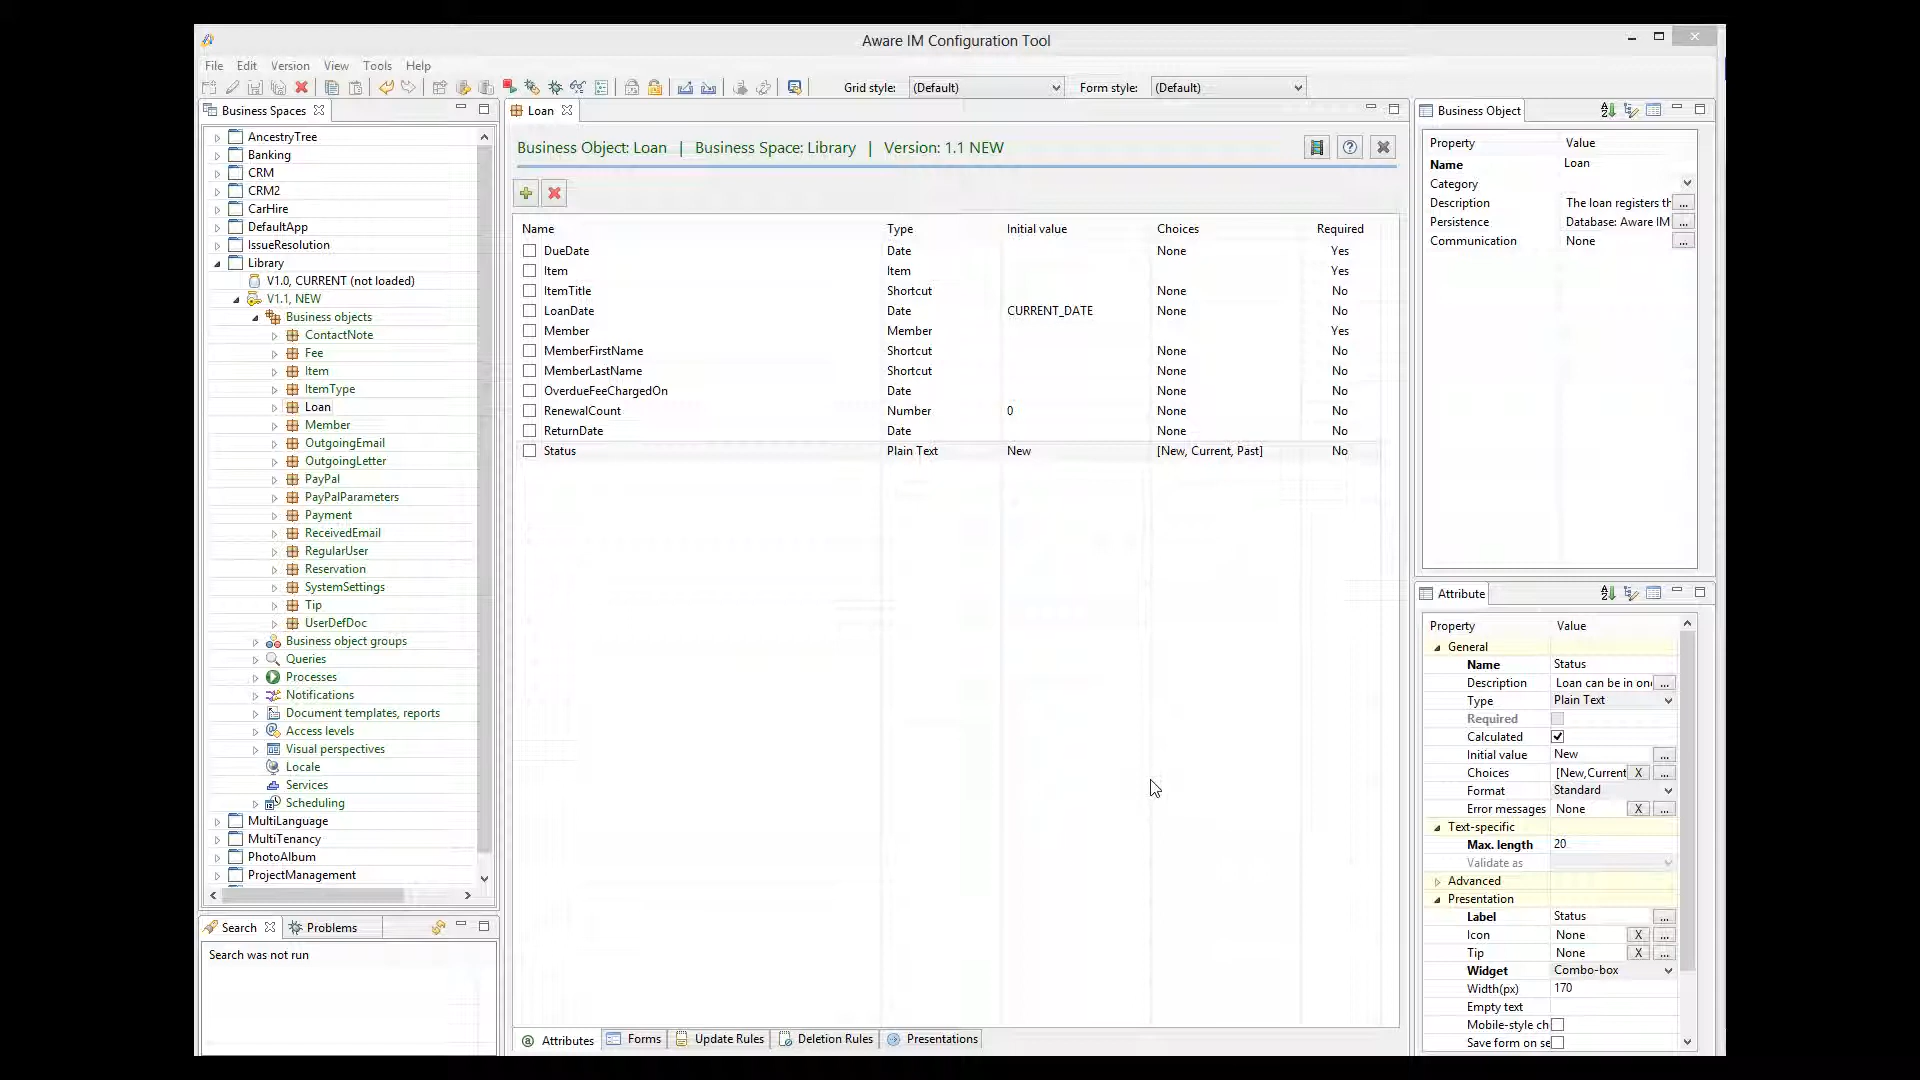 Aware IM Configuration Tool
File Edit Version View Tools Help
Grid style: (Default) Form style: (Default)
Business Spaces
AncestryTree
Banking
CRM
CRM2
CarHire
DefaultApp
IssueResolution
Library
V1.0, CURRENT (not loaded)
V1.1, NEW
Business objects
ContactNote
Fee
Item
ItemType
Loan
Member
OutgoingEmail
OutgoingLetter
PayPal
PayPalParameters
Payment
ReceivedEmail
RegularUser
Reservation
SystemSettings
Tip
UserDefDoc
Business object groups
Queries
Processes
Notifications
Document templates, reports
Access levels
Visual perspectives
Locale
Services
Scheduling
MultiLanguage
MultiTenancy
PhotoAlbum
ProjectManagement
Search Problems
Search was not run
Loan
Business Object: Loan | Business Space: Library | Version: 1.1 NEW
Name Type Initial value Choices Required
DueDate Date None Yes
Item Item Yes
ItemTitle Shortcut None No
LoanDate Date CURRENT_DATE None No
Member Member Yes
MemberFirstName Shortcut None No
MemberLastName Shortcut None No
OverdueFeeChargedOn Date None No
RenewalCount Number 0 None No
ReturnDate Date None No
Status Plain Text New [New, Current, Past] No
Attributes Forms Update Rules Deletion Rules Presentations
Business Object
Property Value
Name Loan
Category
Description The loan registers th ...
Persistence Database: Aware IM ...
Communication None ...
Attribute
Property Value
General
Name Status
Description Loan can be in on ...
Type Plain Text
Required
Calculated
Initial value New ...
Choices [New,Current X ...
Format Standard
Error messages None X ...
Text-specific
Max. length 20
Validate as
Advanced
Presentation
Label Status ...
Icon None X ...
Tip None X ...
Widget Combo-box
Width(px) 170
Empty text
Mobile-style ch
Save form on se